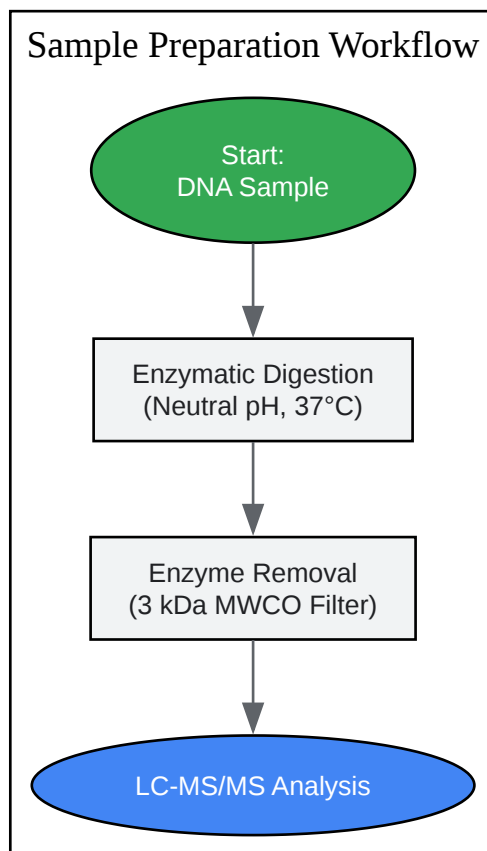 Sample Preparation Workflow
Start:
DNA Sample
Enzymatic Digestion
(Neutral pH, 37°C)
Enzyme Removal
(3 kDa MWCO Filter)
LC-MS/MS Analysis